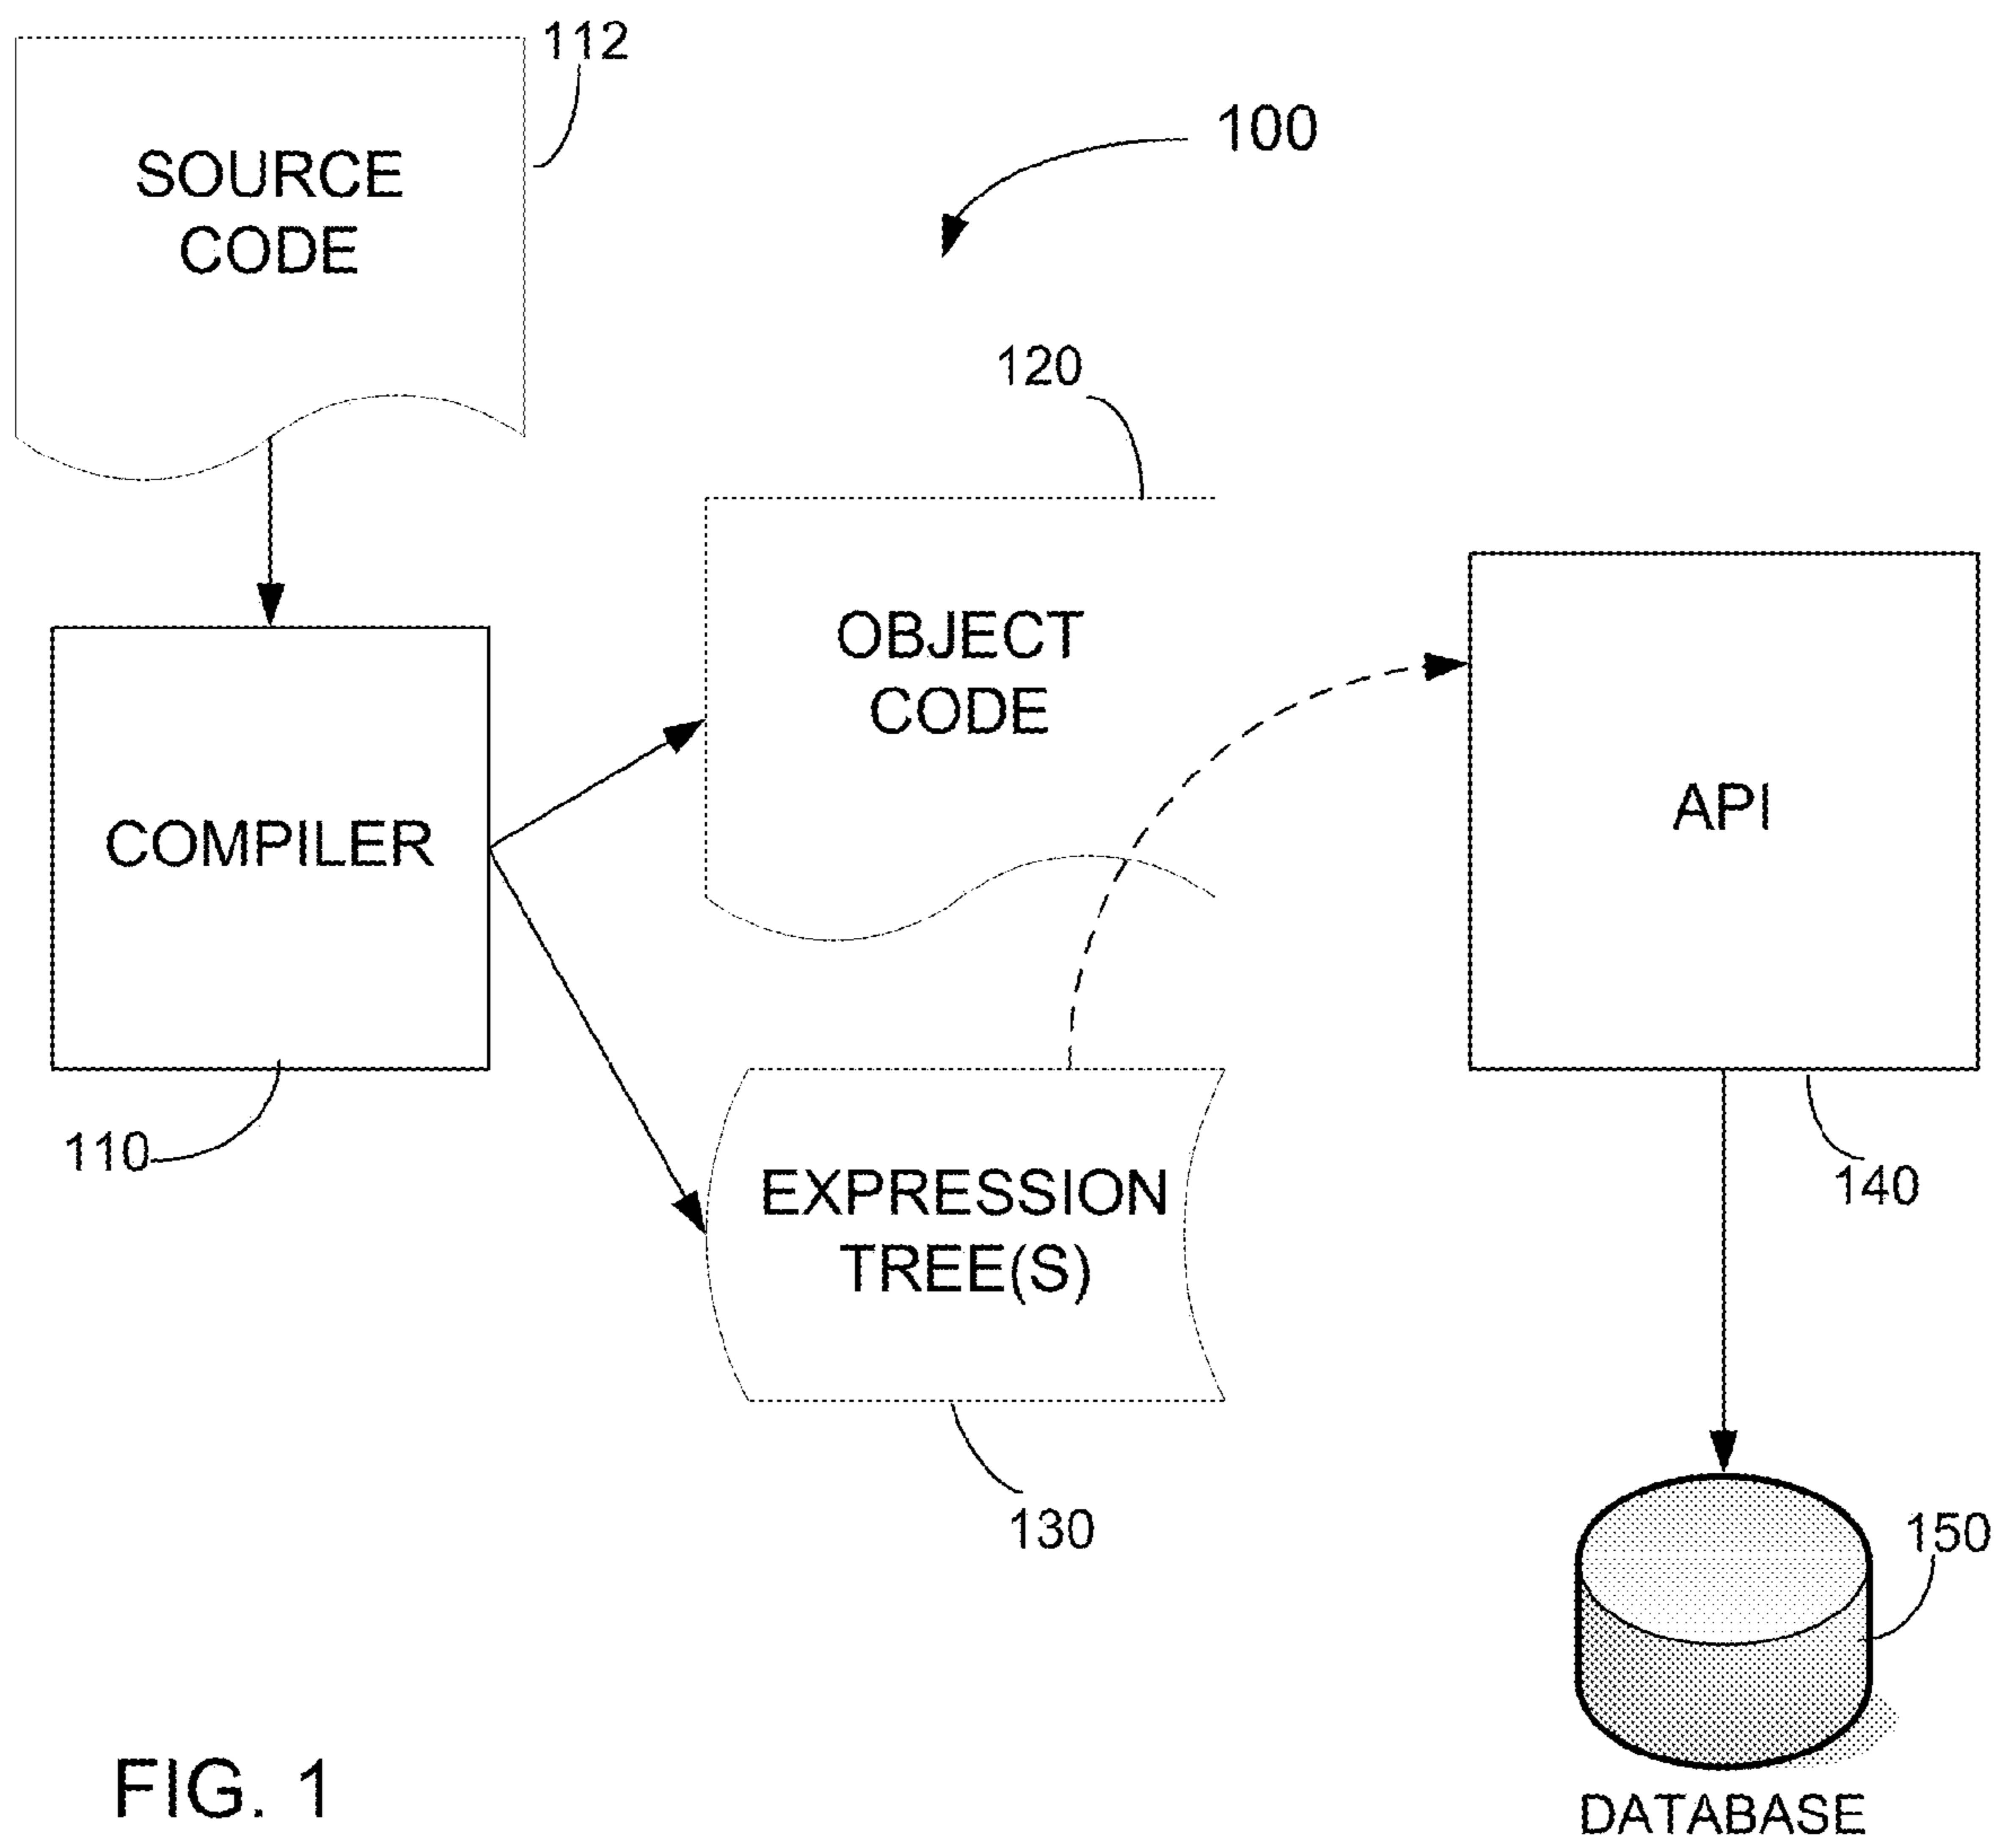 112
SOURCE
CODE
100
120
OBJECT
CODE
API
COMPILER
110
EXPRESSION
TREE(S)
140
130
150
FIG. 1
DATABASE